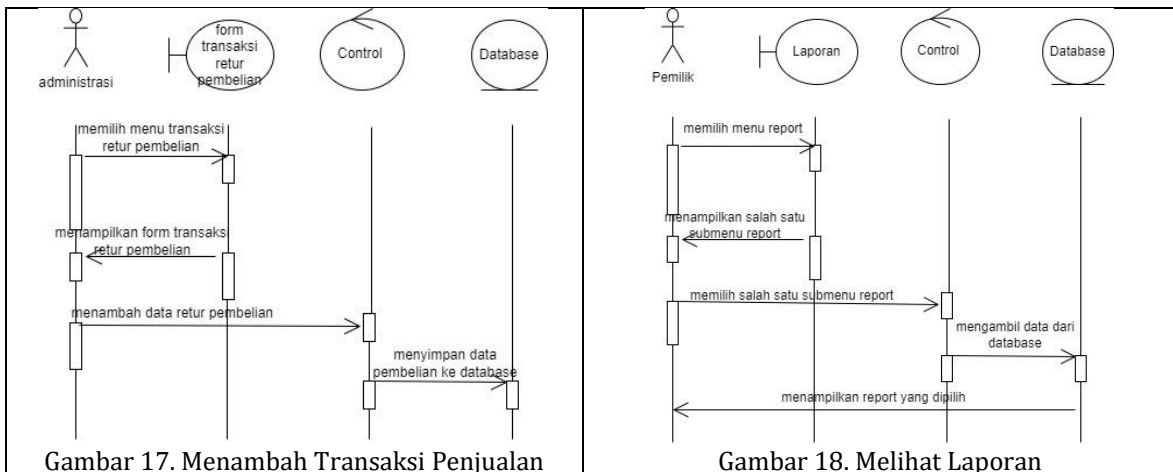 form
transaksi
retur
pembelian
Control
Database
administrasi
memilih menu transaksi
retur pembelian
menampilkan form transaksi
retur pembelian
menambah data retur pembelian
menyimpan data
pembelian ke database
Gambar 17. Menambah Transaksi Penjualan
Laporan
Control
Database
Pemilik
memilih menu report
menampilkan salah satu
submenu report
memilih salah satu submenu report
mengambil data dari
database
menampilkan report yang dipilih
Gambar 18. Melihat Laporan